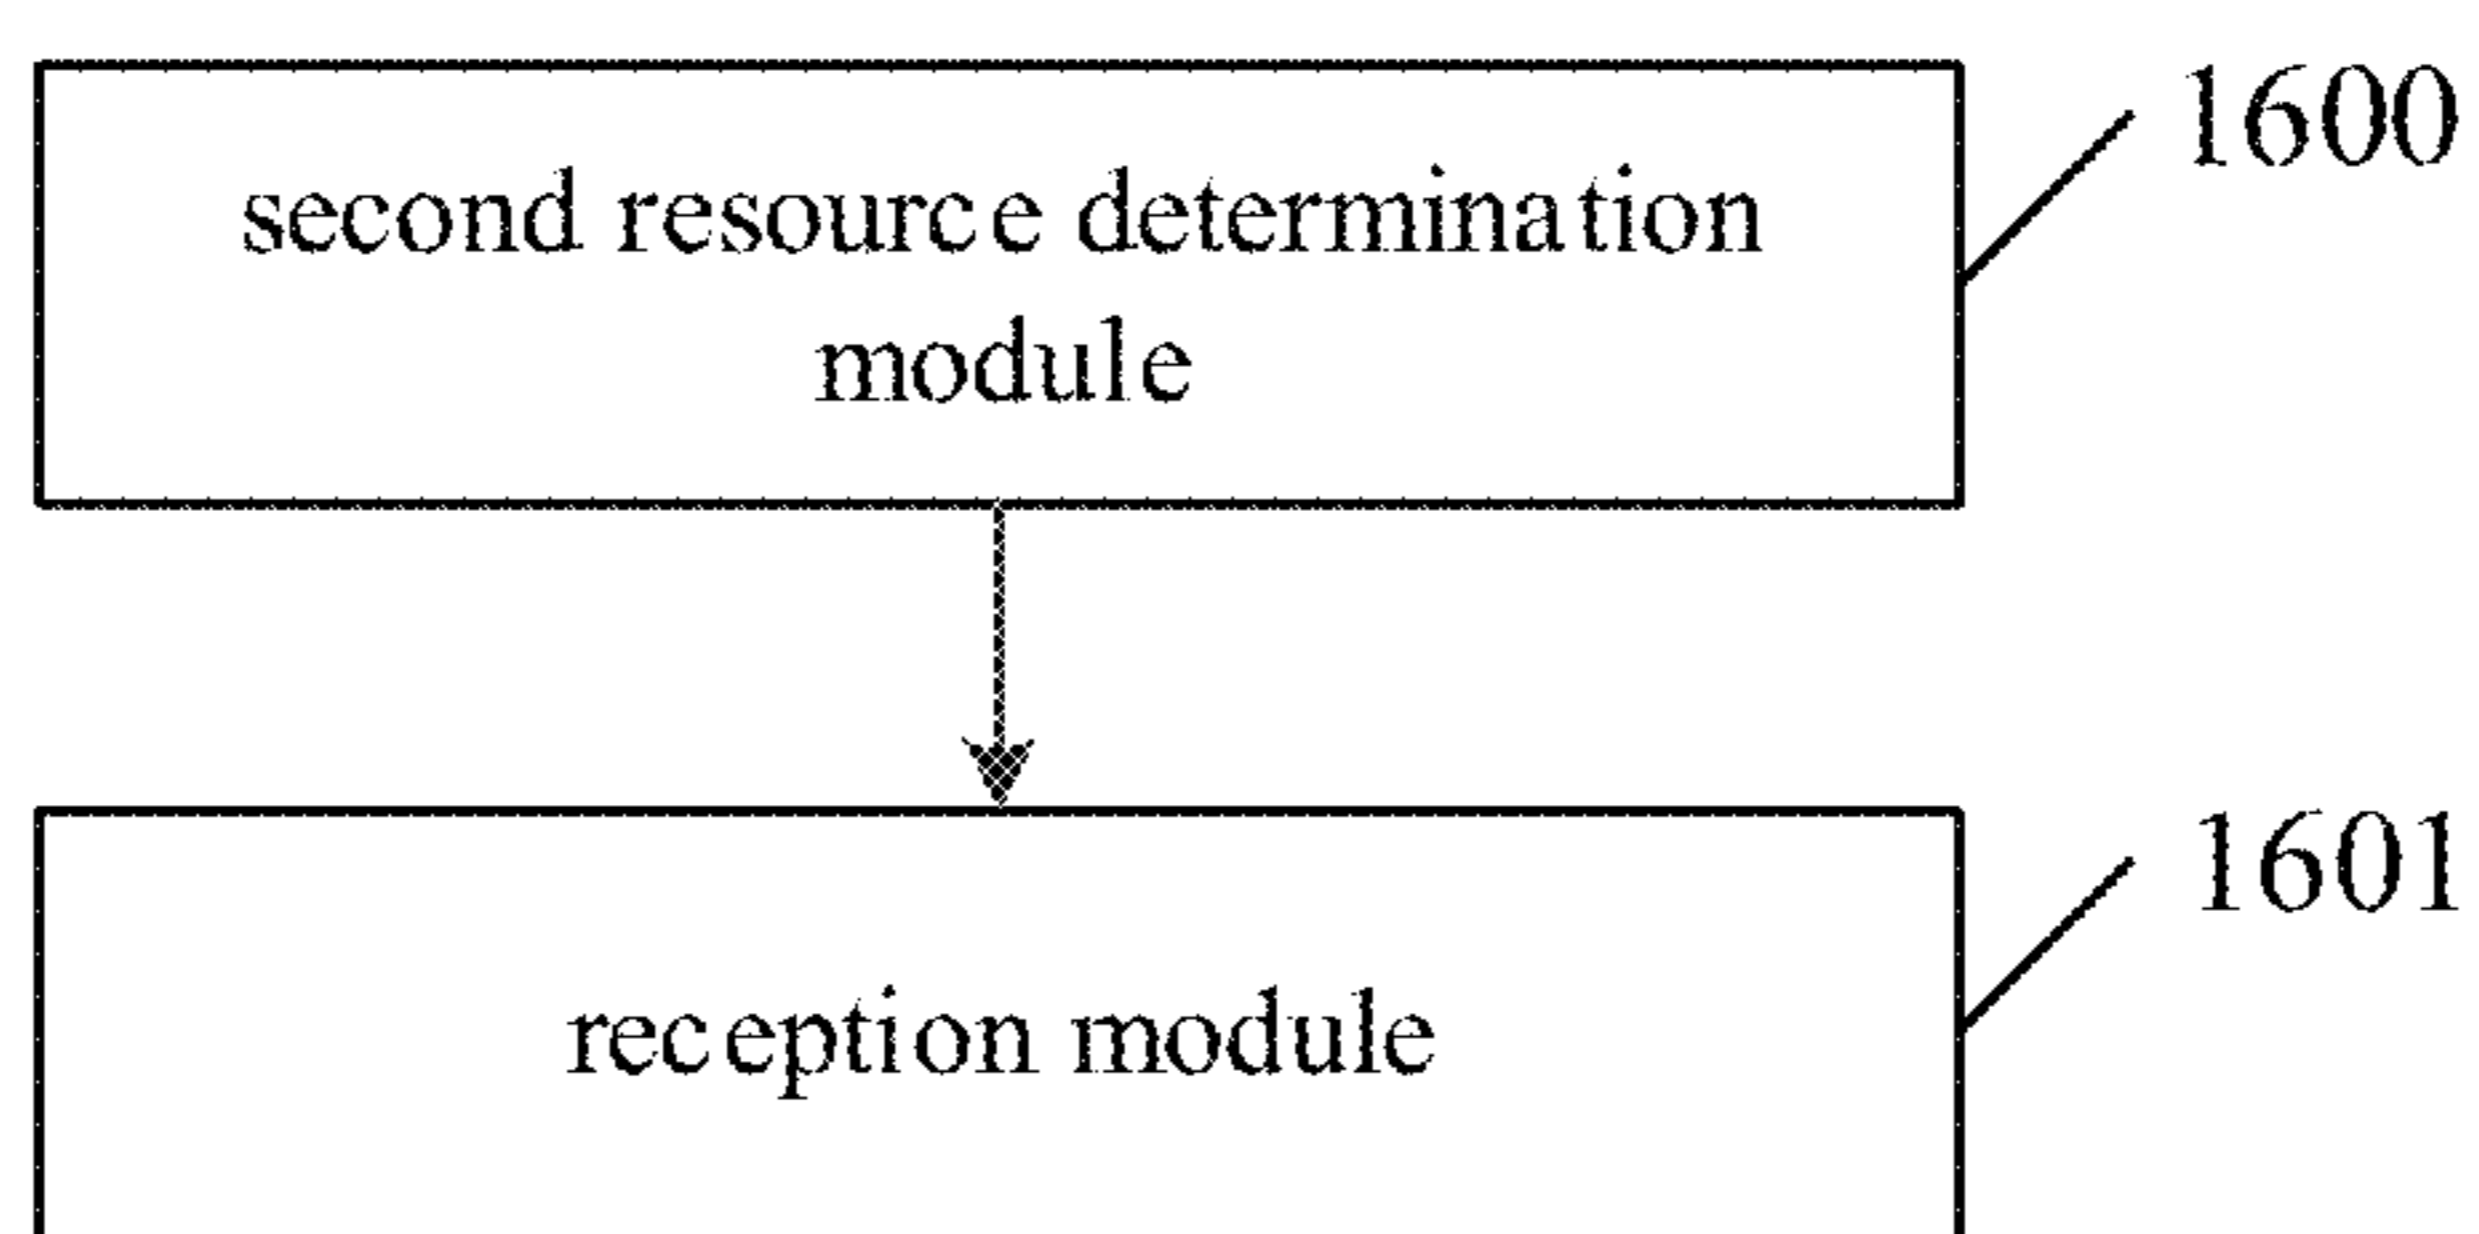 1600
second resource determination
module
1601
reception module